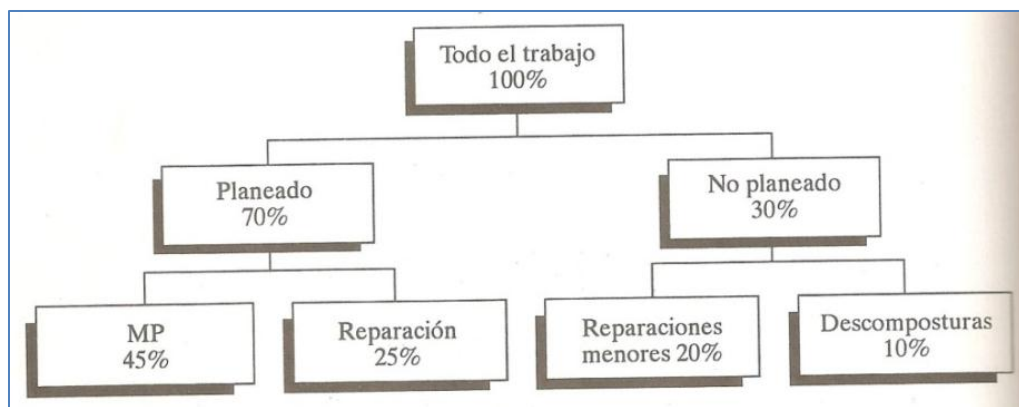 Todo el trabajo
100%
Planeado
70%
No planeado
30%
MP
45%
Reparación
25%
Reparaciones
menores 20%
Descomposturas
10%